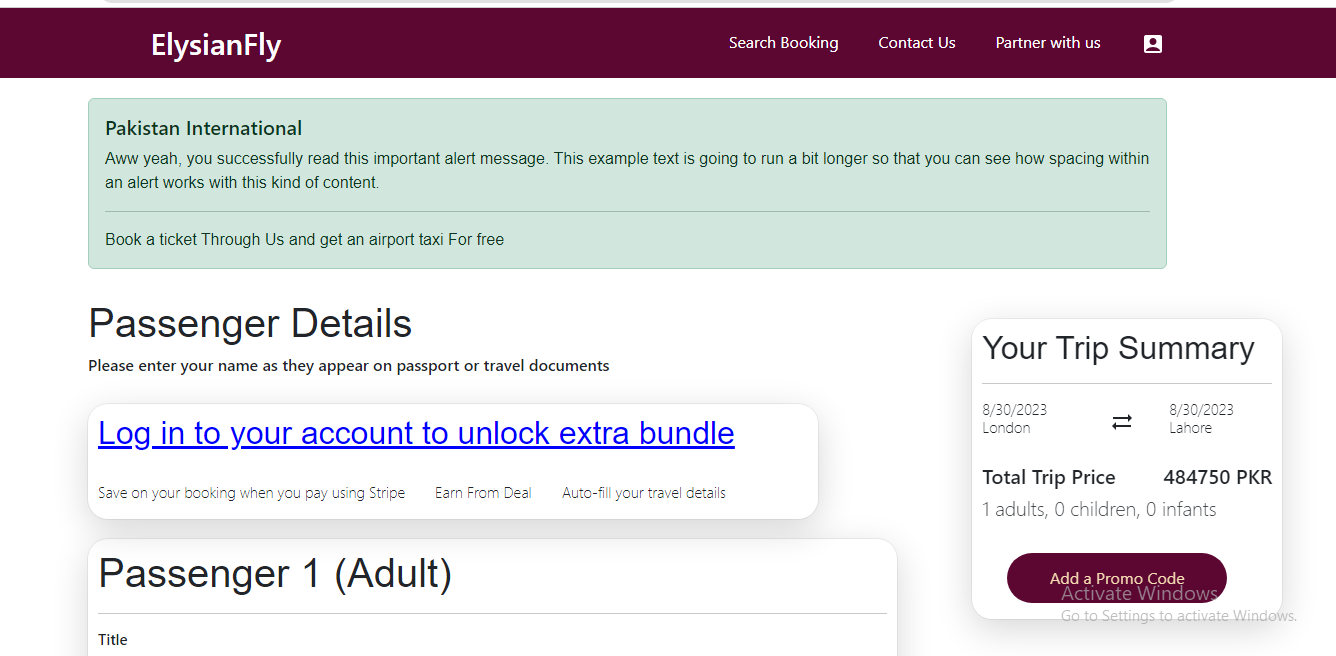 ElysianFly
Search Booking
Contact Us
Partner with us
Pakistan International
Aww yeah, you successfully read this important alert message. This example text is going to run a bit longer so that you can see how spacing within
an alert works with this kind of content.
Book a ticket Through Us and get an airport taxi For free
Passenger Details
Please enter your name as they appear on passport or travel documents
Log in to your account to unlock extra bundle
Save on your booking when you pay using Stripe
Earn From Deal
Auto-fill your travel details
Passenger 1 (Adult)
Title
Your Trip Summary
8/30/2023
London
8/30/2023
Lahore
Total Trip Price
484750 PKR
1 adults, 0 children, 0 infants
Add a Promo Code
Activate Windows
Go to Settings to activate Windows.